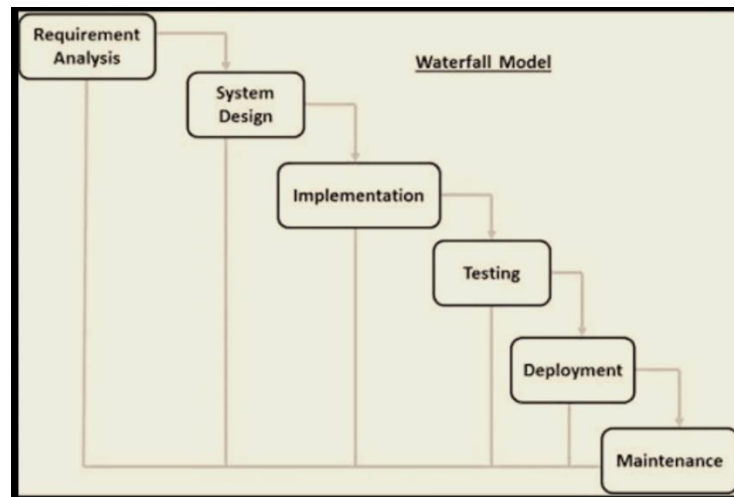 Requirement
Analysis
Waterfall Model
System
Design
Implementation
Testing
Deployment
Maintenance